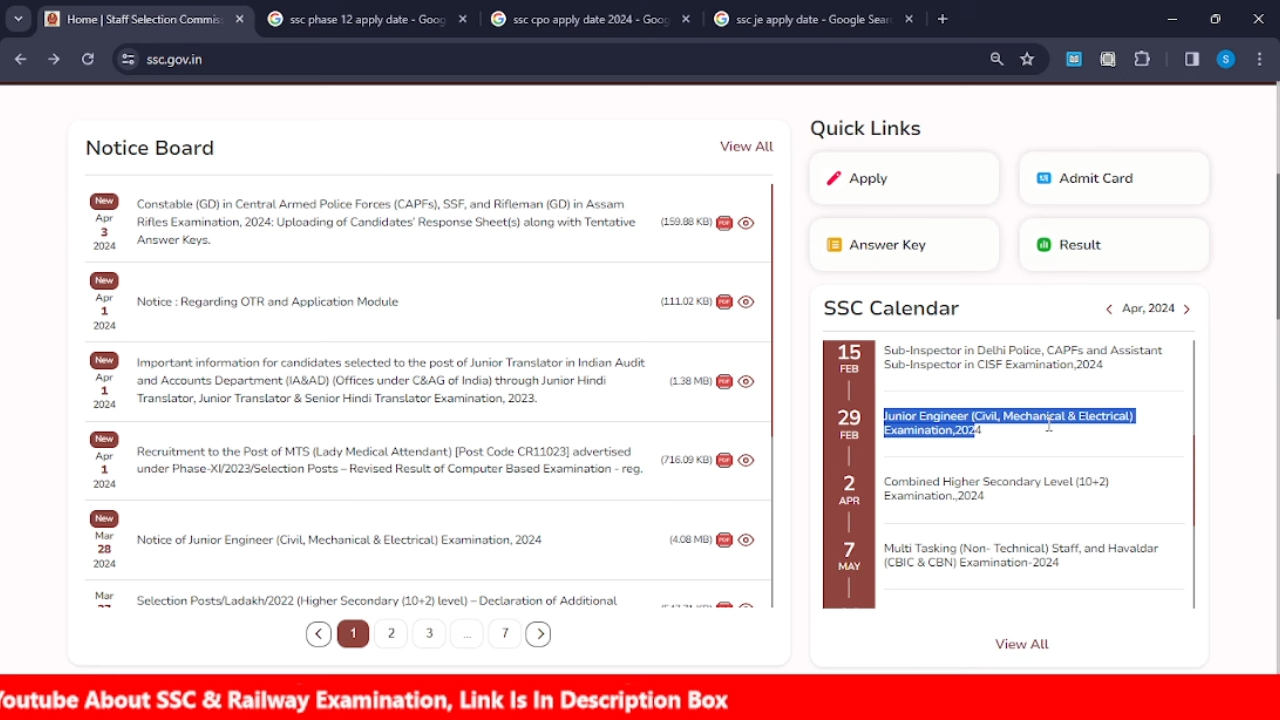 Home | Staff Selection Commis
ssc phase 12 apply date - Goog
ssc cpo apply date 2024 - Goog
ssc je apply date - Google Sear
ssc.gov.in
S
Notice Board
View All
New
Apr
3
2024
Constable (GD) in Central Armed Police Forces (CAPFs), SSF, and Rifleman (GD) in Assam
Rifles Examination, 2024: Uploading of Candidates' Response Sheet(s) along with Tentative
Answer Keys.
(159.88 KB)
PDF
New
Apr
1
2024
Notice : Regarding OTR and Application Module
(111.02 KB)
PDF
New
Apr
1
2024
Important information for candidates selected to the post of Junior Translator in Indian Audit
and Accounts Department (IA&AD) (Offices under C&AG of India) through Junior Hindi
Translator, Junior Translator & Senior Hindi Translator Examination, 2023.
(1.38 MB)
PDF
New
Apr
1
2024
Recruitment to the Post of MTS (Lady Medical Attendant) [Post Code CR11023] advertised
under Phase-XI/2023/Selection Posts – Revised Result of Computer Based Examination - reg.
(716.09 KB)
PDF
New
Mar
28
2024
Notice of Junior Engineer (Civil, Mechanical & Electrical) Examination, 2024
(4.08 MB)
PDF
Mar
Selection Posts/Ladakh/2022 (Higher Secondary (10+2) level) – Declaration of Additional
1
2
3
...
7
Quick Links
Apply
Admit Card
Answer Key
Result
SSC Calendar
Apr, 2024
15
FEB
Sub-Inspector in Delhi Police, CAPFs and Assistant
Sub-Inspector in CISF Examination,2024
29
FEB
Junior Engineer (Civil, Mechanical & Electrical)
Examination,2024
2
APR
Combined Higher Secondary Level (10+2)
Examination.,2024
7
MAY
Multi Tasking (Non- Technical) Staff, and Havaldar
(CBIC & CBN) Examination-2024
View All
Youtube About SSC & Railway Examination, Link Is In Description Box